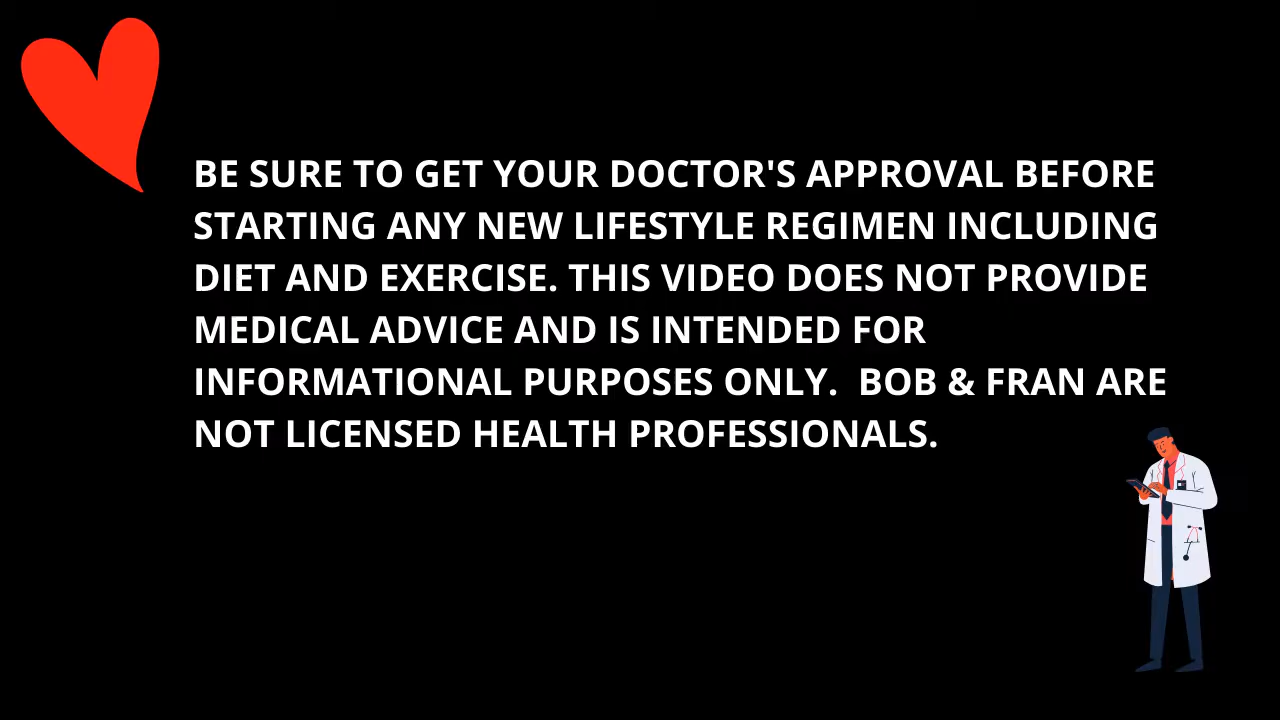 BE SURE TO GET YOUR DOCTOR'S APPROVAL BEFORE
STARTING ANY NEW LIFESTYLE REGIMEN INCLUDING
DIET AND EXERCISE. THIS VIDEO DOES NOT PROVIDE
MEDICAL ADVICE AND IS INTENDED FOR
INFORMATIONAL PURPOSES ONLY.  BOB & FRAN ARE
NOT LICENSED HEALTH PROFESSIONALS.